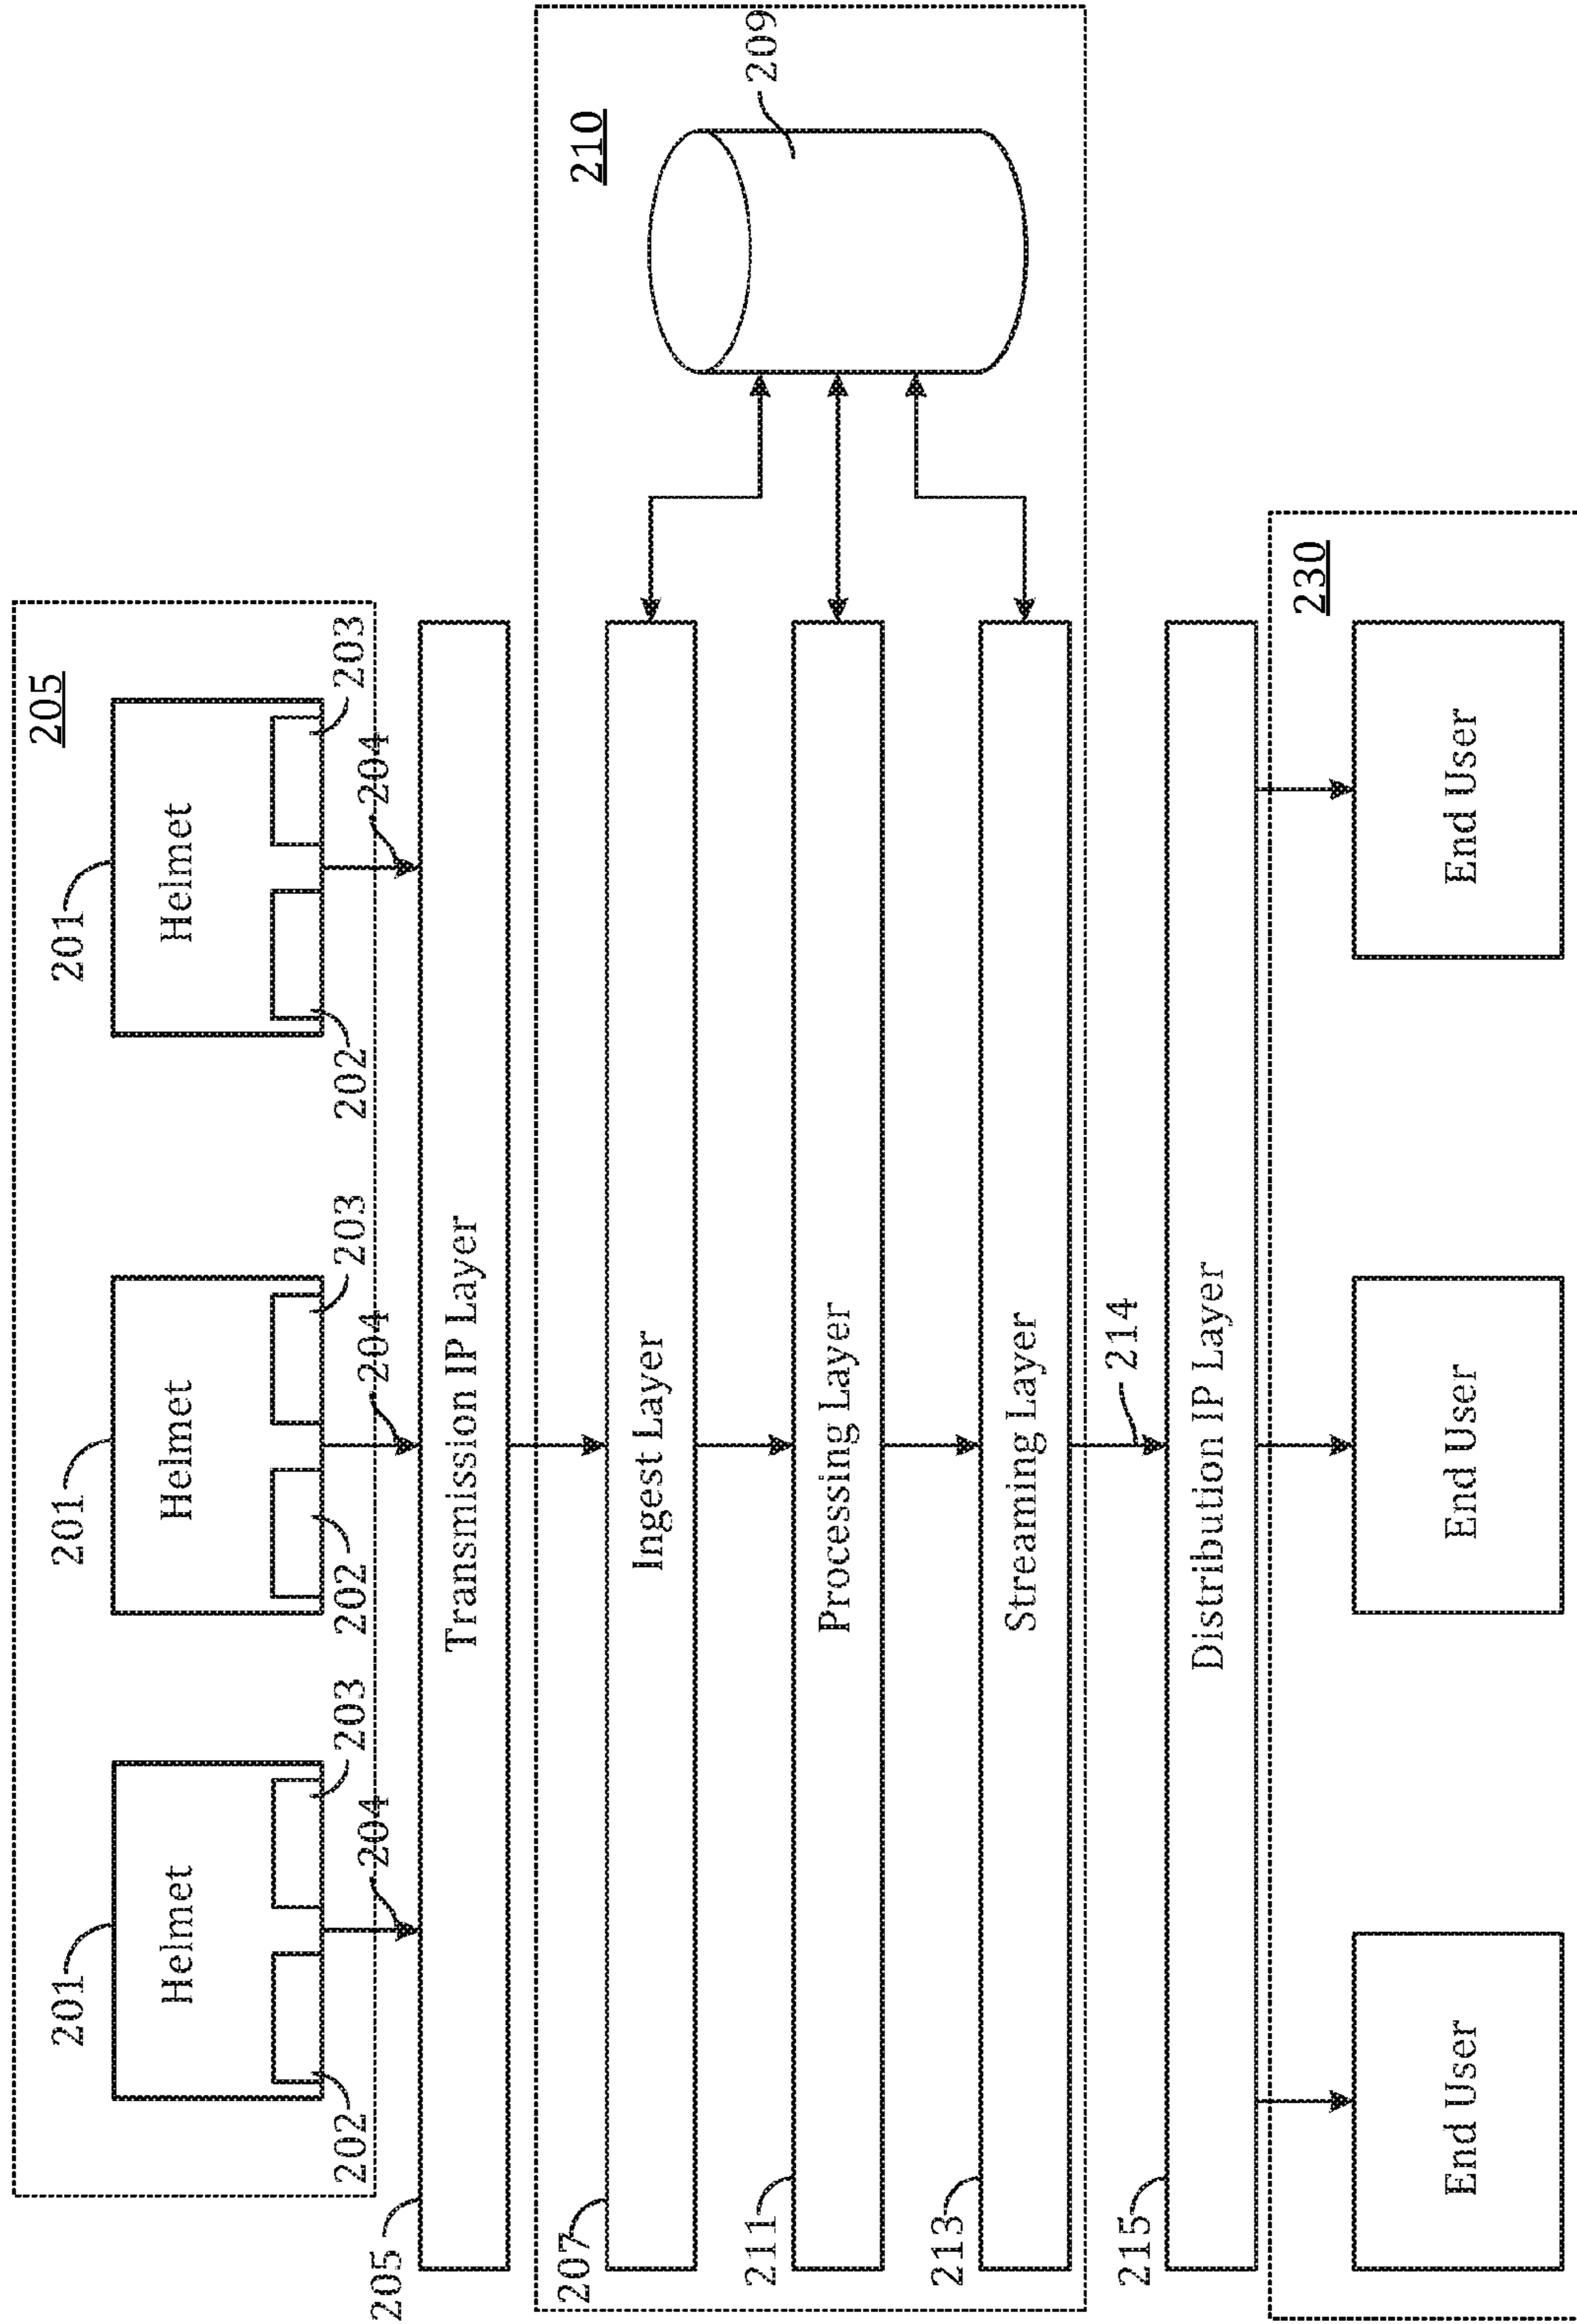 205
201 201 201
Helmet Helmet Helmet
202 203 202 203 202 203
204 204 204
205
Transmission IP Layer
210
207
Ingest Layer
209
211
Processing Layer
213
Streaming Layer
214
215
Distribution IP Layer
230
End User End User End User